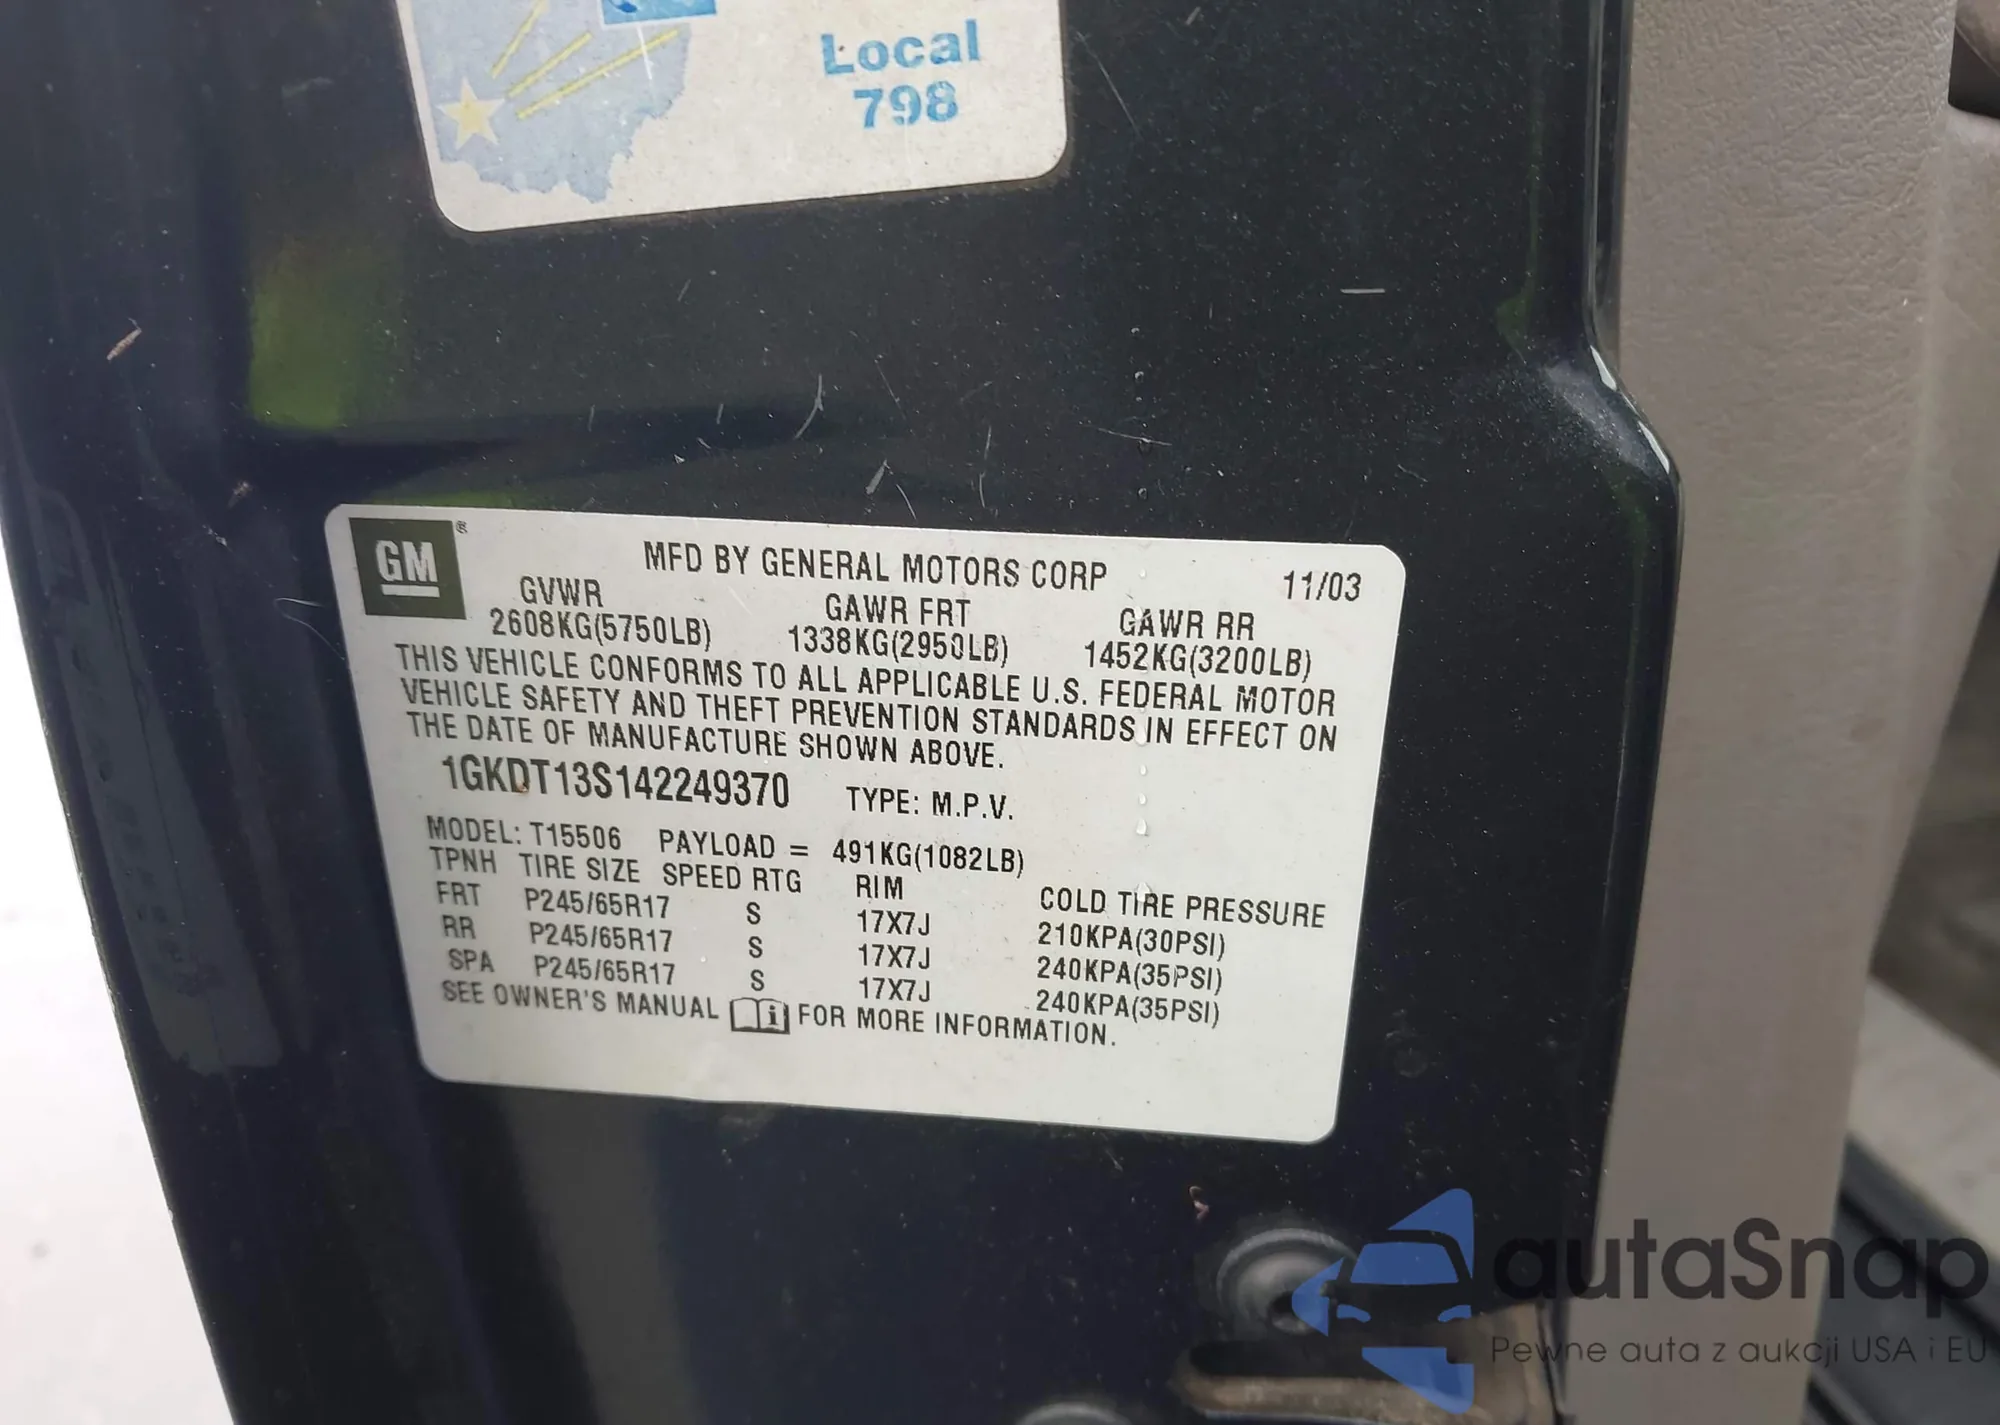 Local
798
GM®
MFD BY GENERAL MOTORS CORP 11/03
GVWR GAWR FRT GAWR RR
2608KG(5750LB) 1338KG(2950LB) 1452KG(3200LB)
THIS VEHICLE CONFORMS TO ALL APPLICABLE U.S. FEDERAL MOTOR
VEHICLE SAFETY AND THEFT PREVENTION STANDARDS IN EFFECT ON
THE DATE OF MANUFACTURE SHOWN ABOVE.
1GKDT13S142249370 TYPE: M.P.V.
MODEL: T15506 PAYLOAD = 491KG(1082LB)
TPNH TIRE SIZE SPEED RTG RIM COLD TIRE PRESSURE
FRT P245/65R17 S 17X7J 210KPA(30PSI)
RR P245/65R17 S 17X7J 240KPA(35PSI)
SPA P245/65R17 S 17X7J 240KPA(35PSI)
SEE OWNER'S MANUAL i FOR MORE INFORMATION.
autaSnap
Pewne auta z aukcji USA i EU